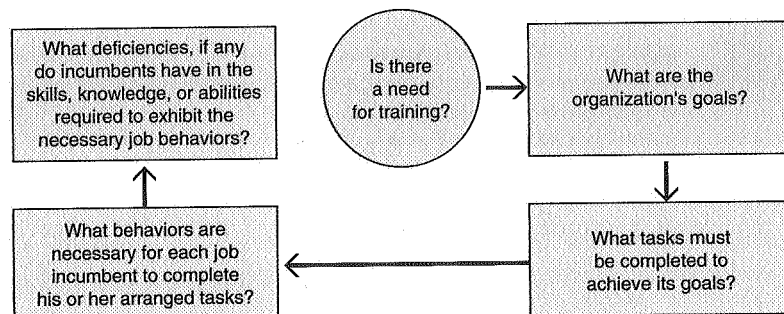 Is there
a need
for training?
What are the
organization's goals?
What tasks must
be completed to
achieve its goals?
What behaviors are
necessary for each job
incumbent to complete
his or her arranged tasks?
What deficiencies, if any
do incumbents have in the
skills, knowledge, or abilities
required to exhibit the
necessary job behaviors?